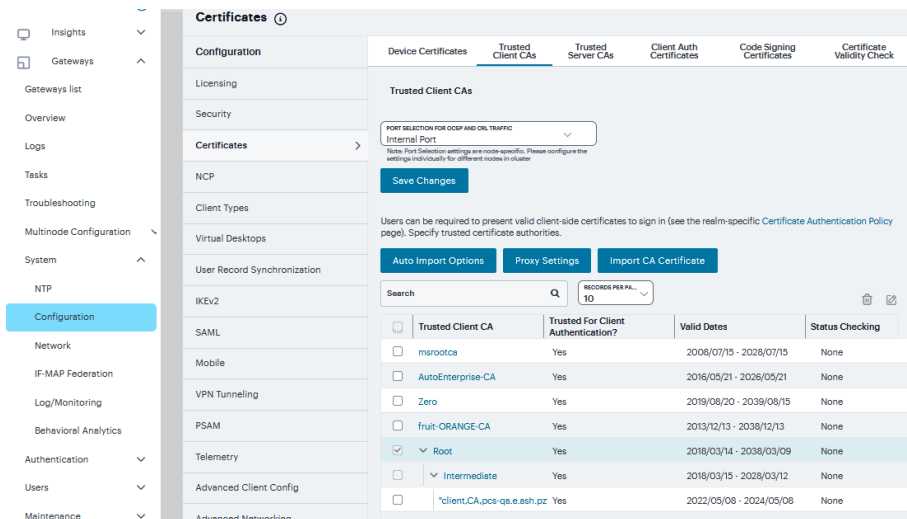 Insights
Gateways
Gateways list
Overview
Logs
Tasks
Troubleshooting
Multinode Configuration
System
NTP
Configuration
Network
IF-MAP Federation
Log/Monitoring
Behavioral Analytics
Authentication
Users
Maintenance
Certificates
Configuration
Licensing
Security
Certificates
NCP
Client Types
Virtual Desktops
User Record Synchronization
IKEv2
SAML
Mobile
VPN Tunneling
PSAM
Telemetry
Advanced Client Config
Advanced Networking
Device Certificates
Trusted
Client CAs
Trusted
Server CAs
Client Auth
Certificates
Code Signing
Certificates
Certificate
Validity Check
Trusted Client CAs
PORT SELECTION FOR OCSP AND CRL TRAFFIC
Internal Port
Note: Port Selection settings are node-specific. Please configure the
settings individually for different nodes in cluster
Save Changes
Users can be required to present valid client-side certificates to sign in (see the realm-specific Certificate Authentication Policy
page). Specify trusted certificate authorities.
Auto Import Options
Proxy Settings
Import CA Certificate
Search
RECORDS PER PA...
10
Trusted Client CA
Trusted For Client
Authentication?
Valid Dates
Status Checking
msrootca Yes 2008/07/15 - 2028/07/15 None
AutoEnterprise-CA Yes 2016/05/21 - 2026/05/21 None
Zero Yes 2019/08/20 - 2039/08/15 None
fruit-ORANGE-CA Yes 2013/12/13 - 2038/12/13 None
Root Yes 2018/03/14 - 2038/03/09 None
Intermediate Yes 2018/03/15 - 2028/03/12 None
"client,CA.pcs-qa.e.ash.pz Yes 2022/05/08 - 2024/05/08 None